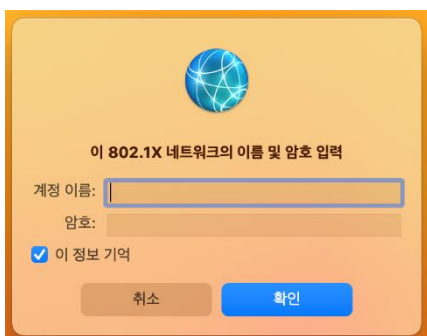 이 802.1X 네트워크의 이름 및 암호 입력
계정 이름:
암호:
이 정보 기억
취소 확인